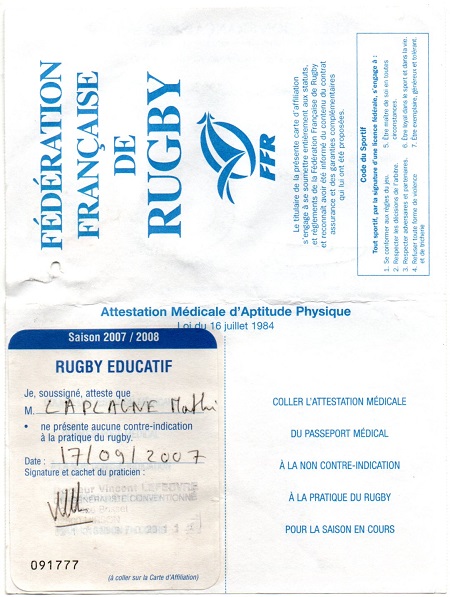 FÉDÉRATION
FRANÇAISE
DE
RUGBY
FFR
Le titulaire de la présente carte d'affiliation
s'engage à se soumettre entièrement aux statuts,
et règlements de la Fédération Française de Rugby
et reconnaît avoir été informé du contenu du contrat
assurance et des garanties complémentaires
qui lui ont été proposées.
Code du Sportif
Tout sportif, par la signature d'une licence fédérale, s'engage à :
1. Se conformer aux règles du jeu.
2. Respecter les décisions de l'arbitre.
3. Respecter adversaires et partenaires.
4. Refuser toute forme de violence
et de tricherie
5. Etre maître de soi en toutes
circonstances
6. Etre loyal dans le sport et dans la vie.
7. Etre exemplaire, généreux et tolérant.
Attestation Médicale d'Aptitude Physique
Loi du 16 juillet 1984
Saison 2007 / 2008
RUGBY EDUCATIF
Je, soussigné, atteste que
M. LAPLAGNE Mathi
• ne présente aucune contre-indication
à la pratique du rugby.
Date : 17/09/2007
Signature et cachet du praticien :
Vincent LEFEBVRE
CONVENTIONNE
091777
(à coller sur la Carte d'Affiliation)
COLLER L'ATTESTATION MÉDICALE
DU PASSEPORT MÉDICAL
À LA NON CONTRE-INDICATION
À LA PRATIQUE DU RUGBY
POUR LA SAISON EN COURS